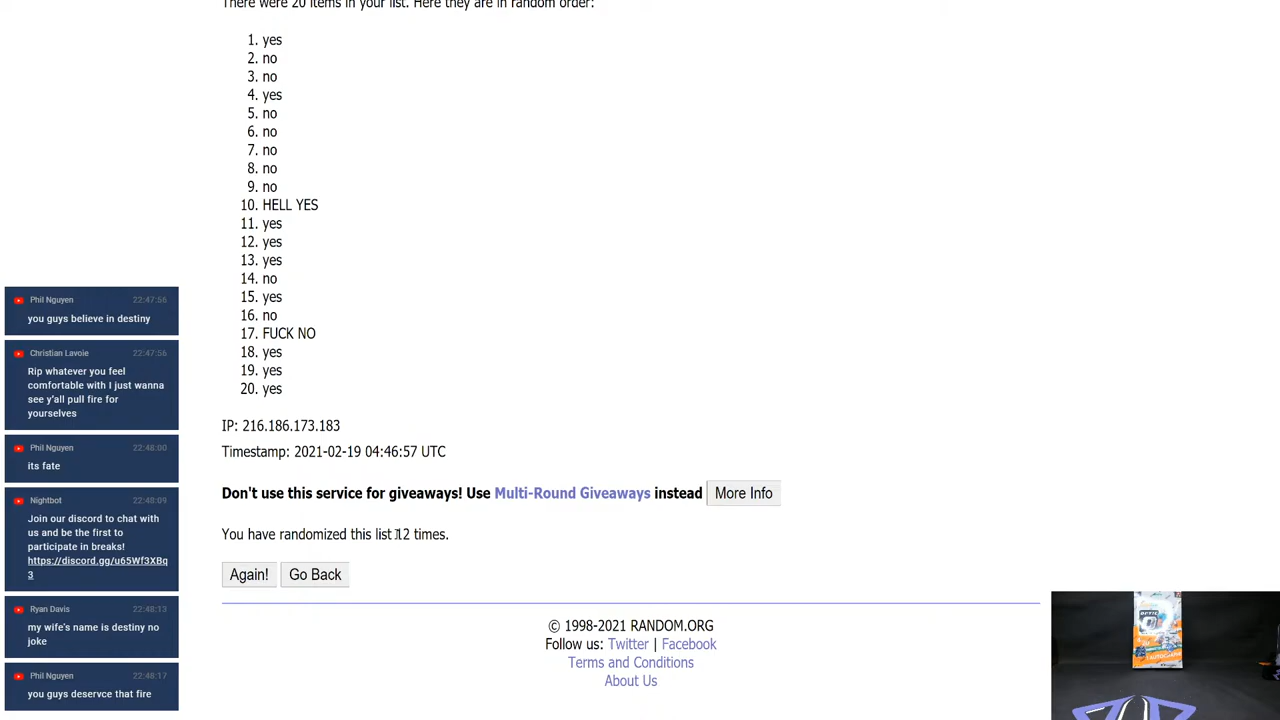 There were 20 items in your list. Here they are in random order:
1. yes
2. no
3. no
4. yes
5. no
6. no
7. no
8. no
9. no
10. HELL YES
11. yes
12. yes
13. yes
14. no
15. yes
16. no
17. FUCK NO
18. yes
19. yes
20. yes
IP: 216.186.173.183
Timestamp: 2021-02-19 04:46:57 UTC
Don't use this service for giveaways! Use Multi-Round Giveaways instead More Info
You have randomized this list 12 times.
Again! Go Back
© 1998-2021 RANDOM.ORG
Follow us: Twitter | Facebook
Terms and Conditions
About Us
Phil Nguyen 22:47:56
you guys believe in destiny
Christian Lavoie 22:47:56
Rip whatever you feel
comfortable with I just wanna
see y'all pull fire for
yourselves
Phil Nguyen 22:48:00
its fate
Nightbot 22:48:09
Join our discord to chat with
us and be the first to
participate in breaks!
https://discord.gg/u65Wf3XBq
3
Ryan Davis 22:48:13
my wife's name is destiny no
joke
Phil Nguyen 22:48:17
you guys deservce that fire
OPTIC